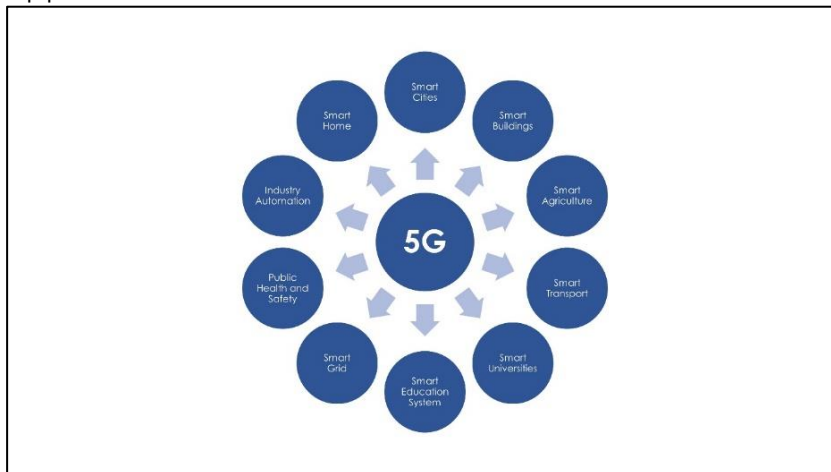 Smart
Cities
Smart
Buildings
Smart
Agriculture
Smart
Transport
Smart
Universities
Smart
Education
System
Smart
Grid
Public
Health and
Safety
Industry
Automation
Smart
Home
5G